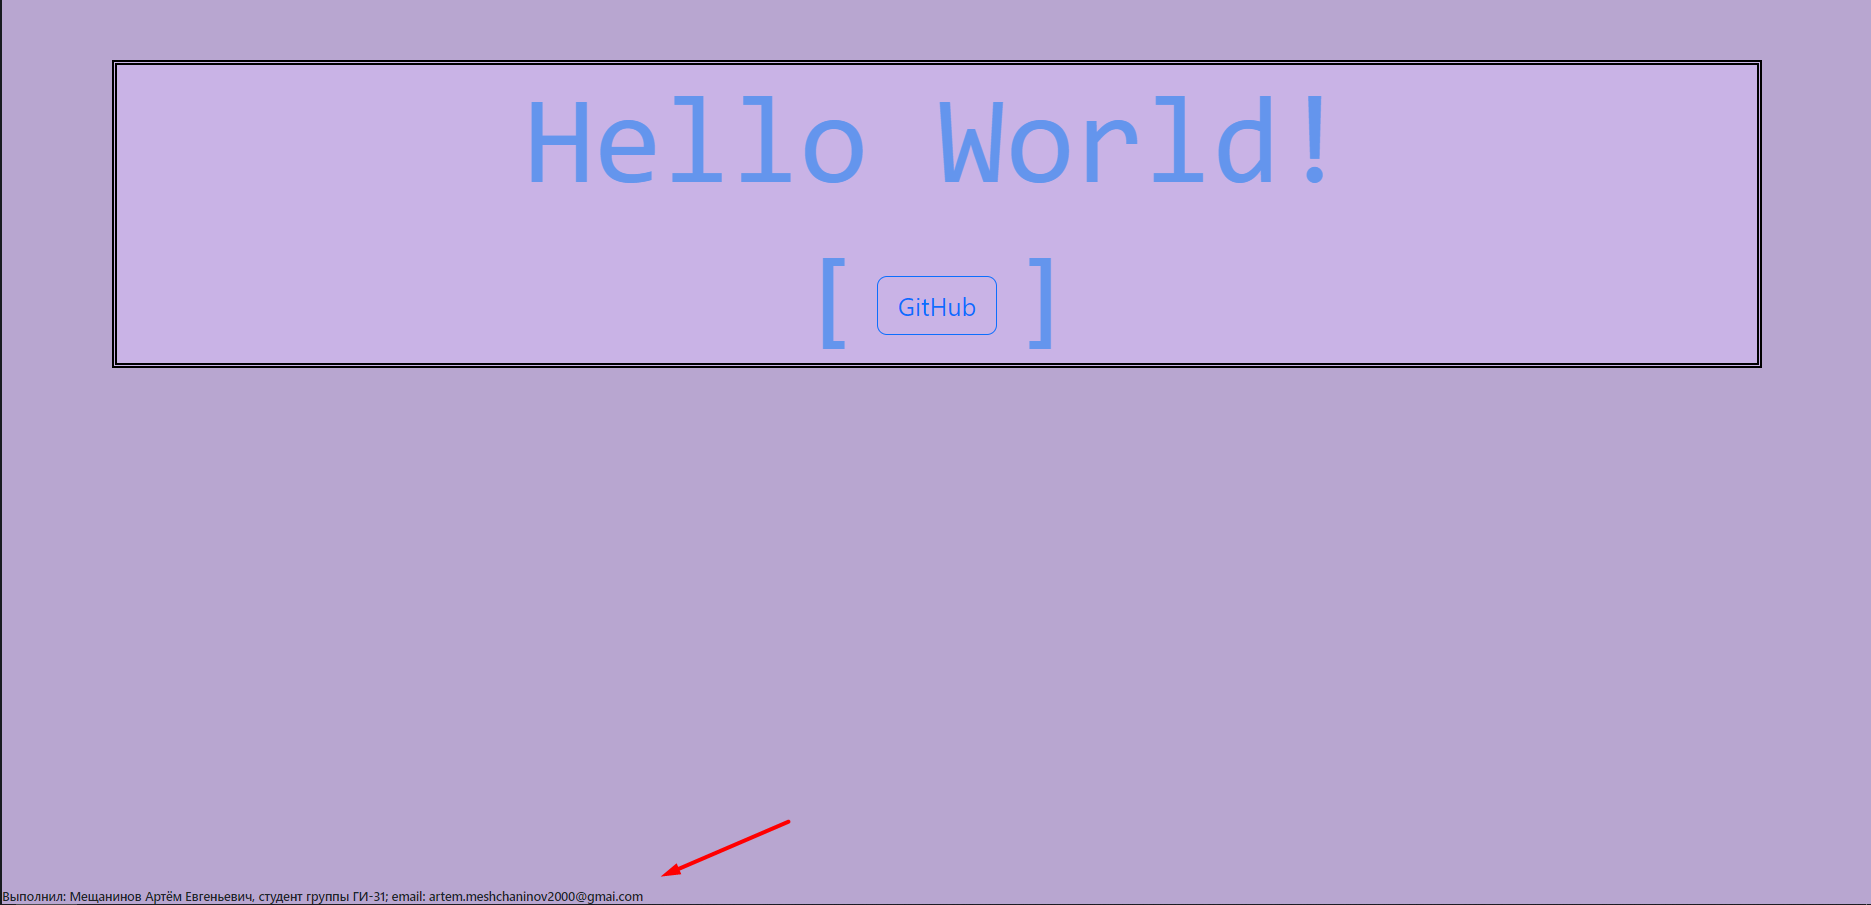 Hello World!
[ GitHub ]
Выполнил: Мещанинов Артём Евгеньевич, студент группы ГИ-31; email: artem.meshchaninov2000@gmai.com